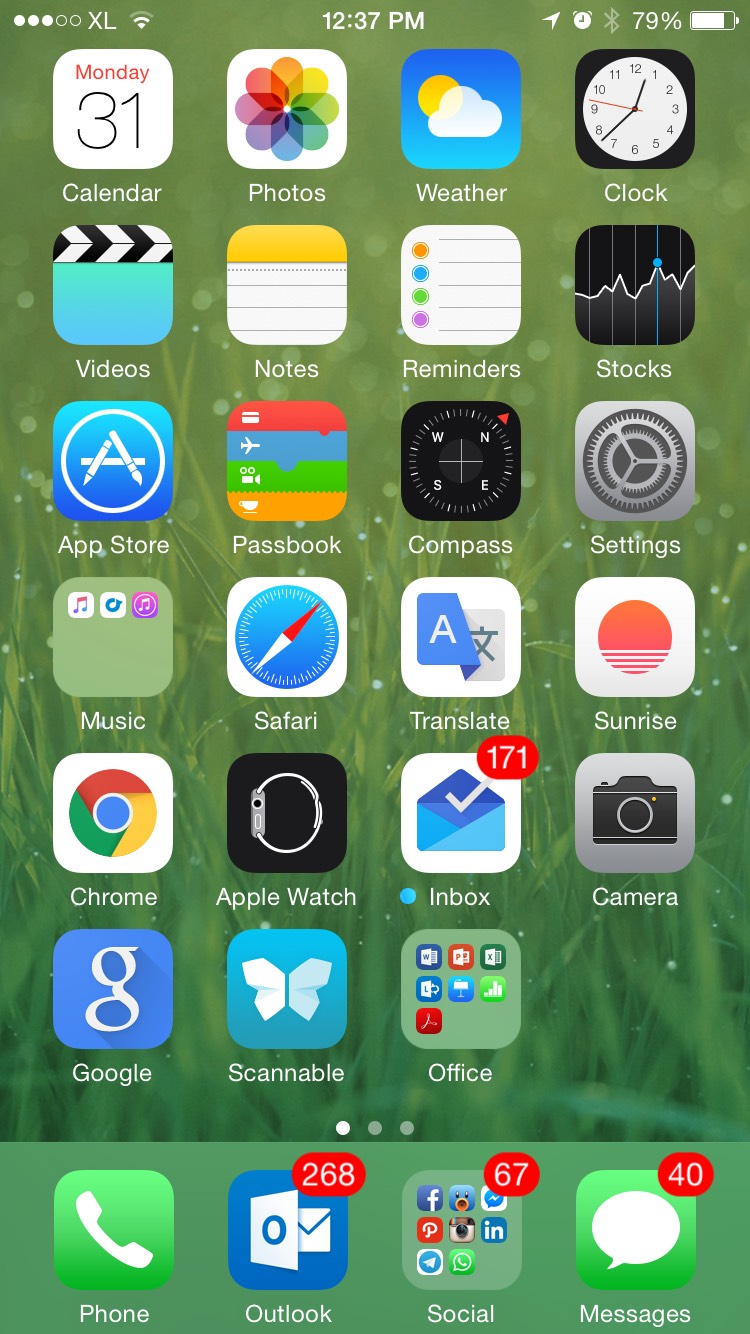 XL 12:37 PM 79%
Monday
31
12 1 2 3 4 5 6 7 8 9 10 11
Calendar Photos Weather Clock
Videos Notes Reminders Stocks
W N
S E
App Store Passbook Compass Settings
A 文
Music Safari Translate Sunrise
171
Chrome Apple Watch Inbox Camera
g
Google Scannable Office
268 67 40
Phone Outlook Social Messages